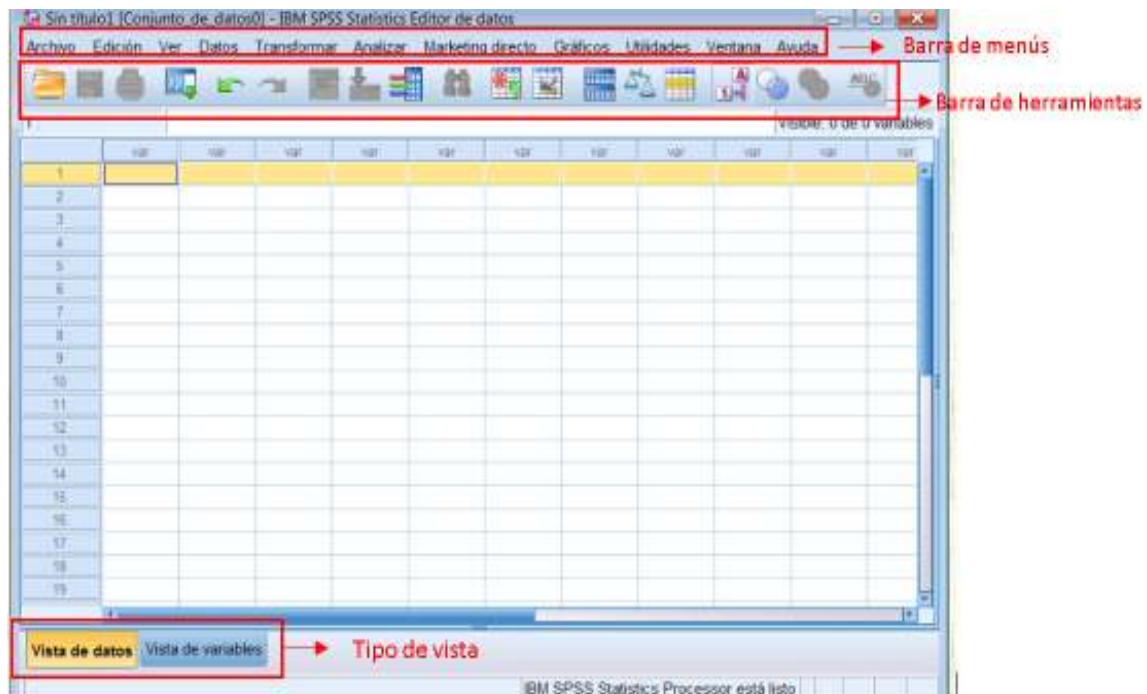 Sin título1 [Conjunto_de_datos0] - IBM SPSS Statistics Editor de datos
Archivo Edición Ver Datos Transformar Analizar Marketing directo Gráficos Utilidades Ventana Ayuda
Barra de menús
Barra de herramientas
1 :
Visible: 0 de 0 variables
var var var var var var var var var var var
1
2
3
4
5
6
7
8
9
10
11
12
13
14
15
16
17
18
19
Vista de datos Vista de variables
Tipo de vista
IBM SPSS Statistics Processor está listo